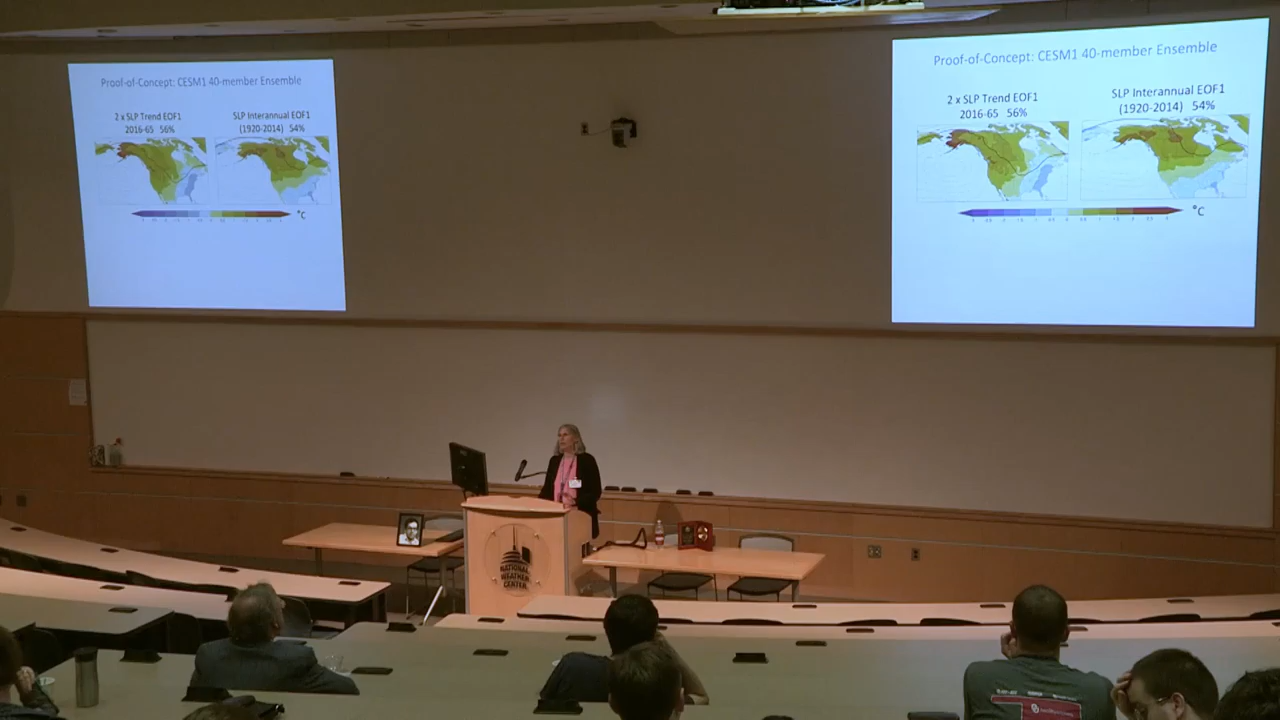 Proof-of-Concept: CESM1 40-member Ensemble
2 x SLP Trend EOF1
2016-65 56%
SLP Interannual EOF1
(1920-2014) 54%
°C
Proof-of-Concept: CESM1 40-member Ensemble
2 x SLP Trend EOF1
2016-65 56%
SLP Interannual EOF1
(1920-2014) 54%
°C
NATIONAL
WEATHER
CENTER